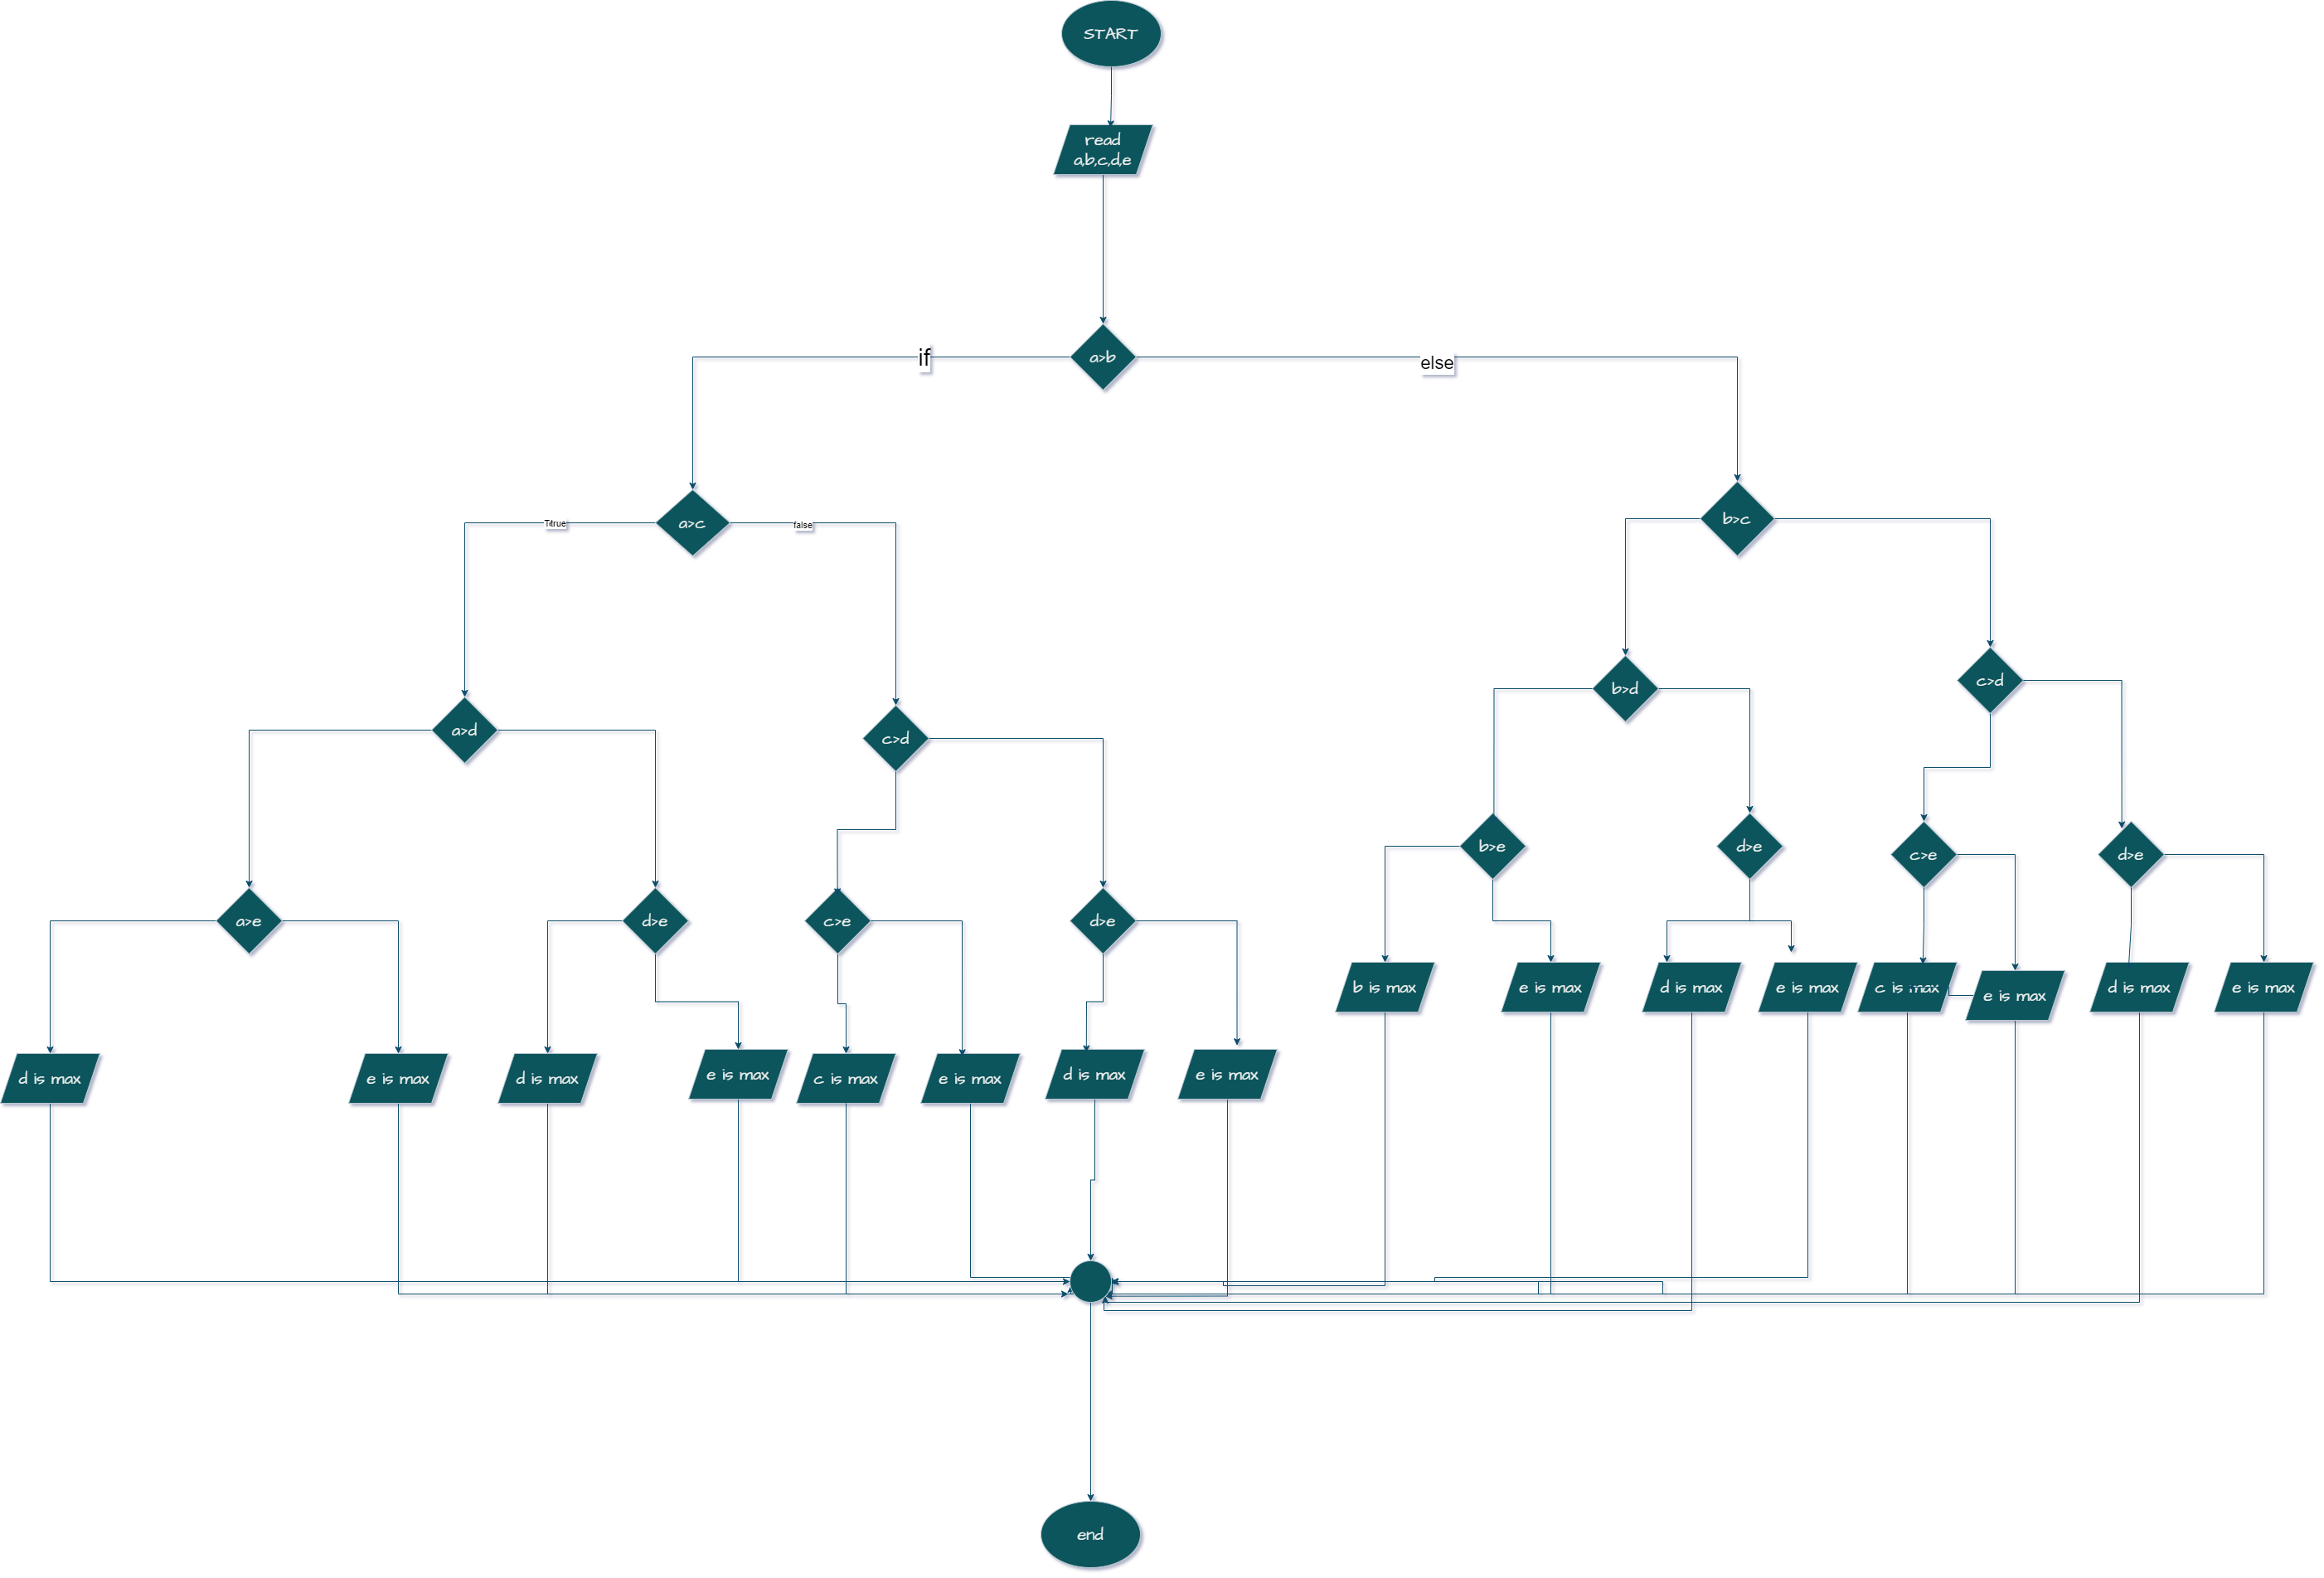 START
read
a,b,c,d,e
a>b
if
else
a>c
Titrue
false
b>c
a>d
c>d
b>d
c>d
a>e
d>e
c>e
d>e
b>e
d>e
c>e
d>e
b is max
e is max
d is max
e is max
c is max
e is max
d is max
e is max
d is max
e is max
d is max
e is max
c is max
e is max
d is max
e is max
end